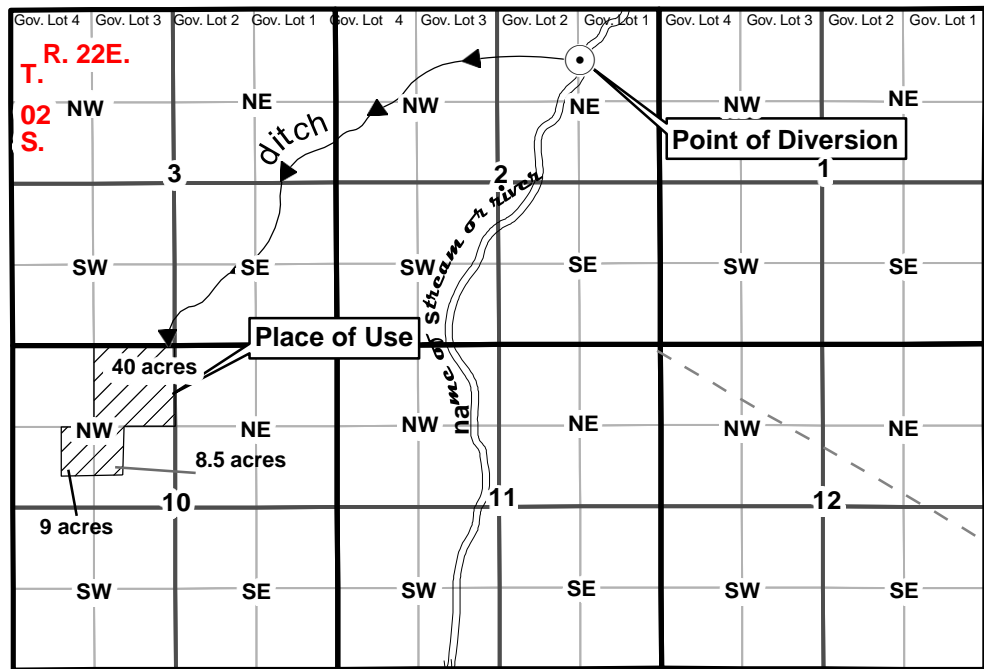 Gov. Lot 4 Gov. Lot 3 Gov. Lot 2 Gov. Lot 1 Gov. Lot 4 Gov. Lot 3 Gov. Lot 2 Gov. Lot 1 Gov. Lot 4 Gov. Lot 3 Gov. Lot 2 Gov. Lot 1
R. 22E.
T.
02
S.
NW NE NW NE NW NE
ditch
Point of Diversion
3 2 1
name of stream or river
SW SE SW SE SW SE
Place of Use
40 acres
NW NE NW NE NW NE
8.5 acres
9 acres
10 11 12
SW SE SW SE SW SE